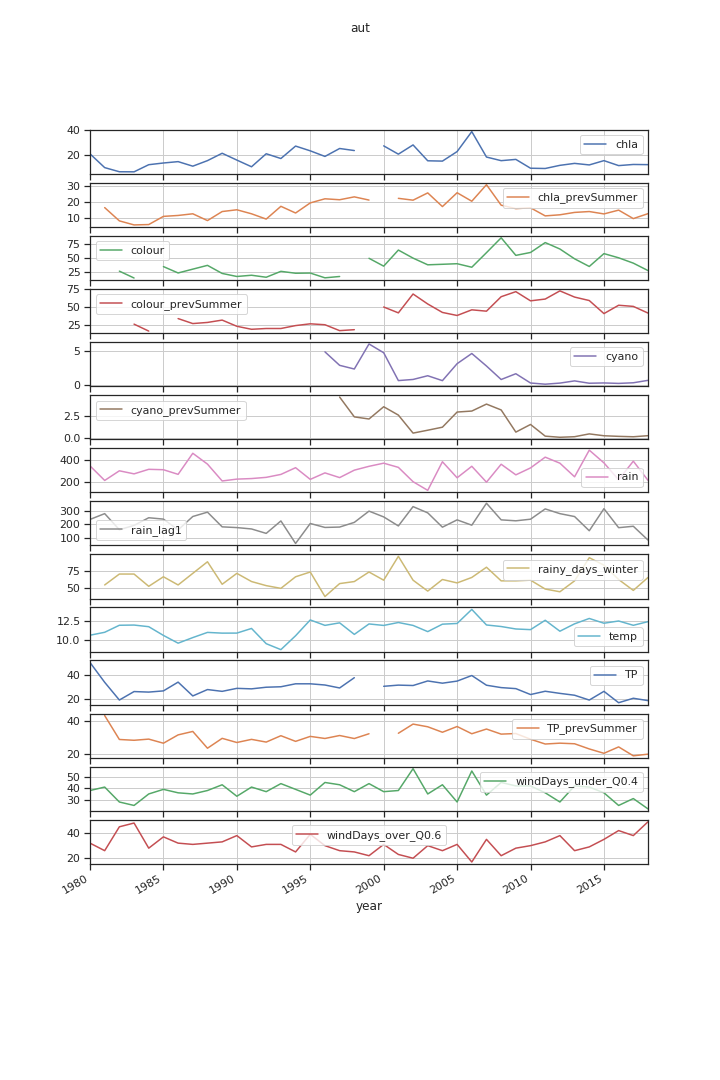 aut
40
20
chla
30
20
10
chla_prevSummer
75
50
25
colour
75
50
25
colour_prevSummer
5
0
cyano
2.5
0.0
cyano_prevSummer
400
200
rain
300
200
100
rain_lag1
75
50
rainy_days_winter
12.5
10.0
temp
40
20
TP
40
20
TP_prevSummer
50
40
30
windDays_under_Q0.4
40
20
windDays_over_Q0.6
1980 1985 1990 1995 2000 2005 2010 2015
year